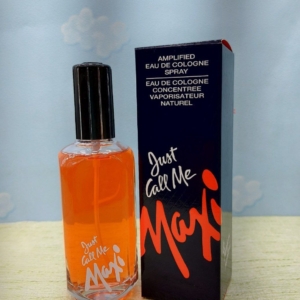 AMPLIFIED
EAU DE COLOGNE
SPRAY
EAU DE COLOGNE
CONCENTREE
VAPORISATEUR
NATUREL
Just
Call Me
Maxi
Just
Call Me
Maxi